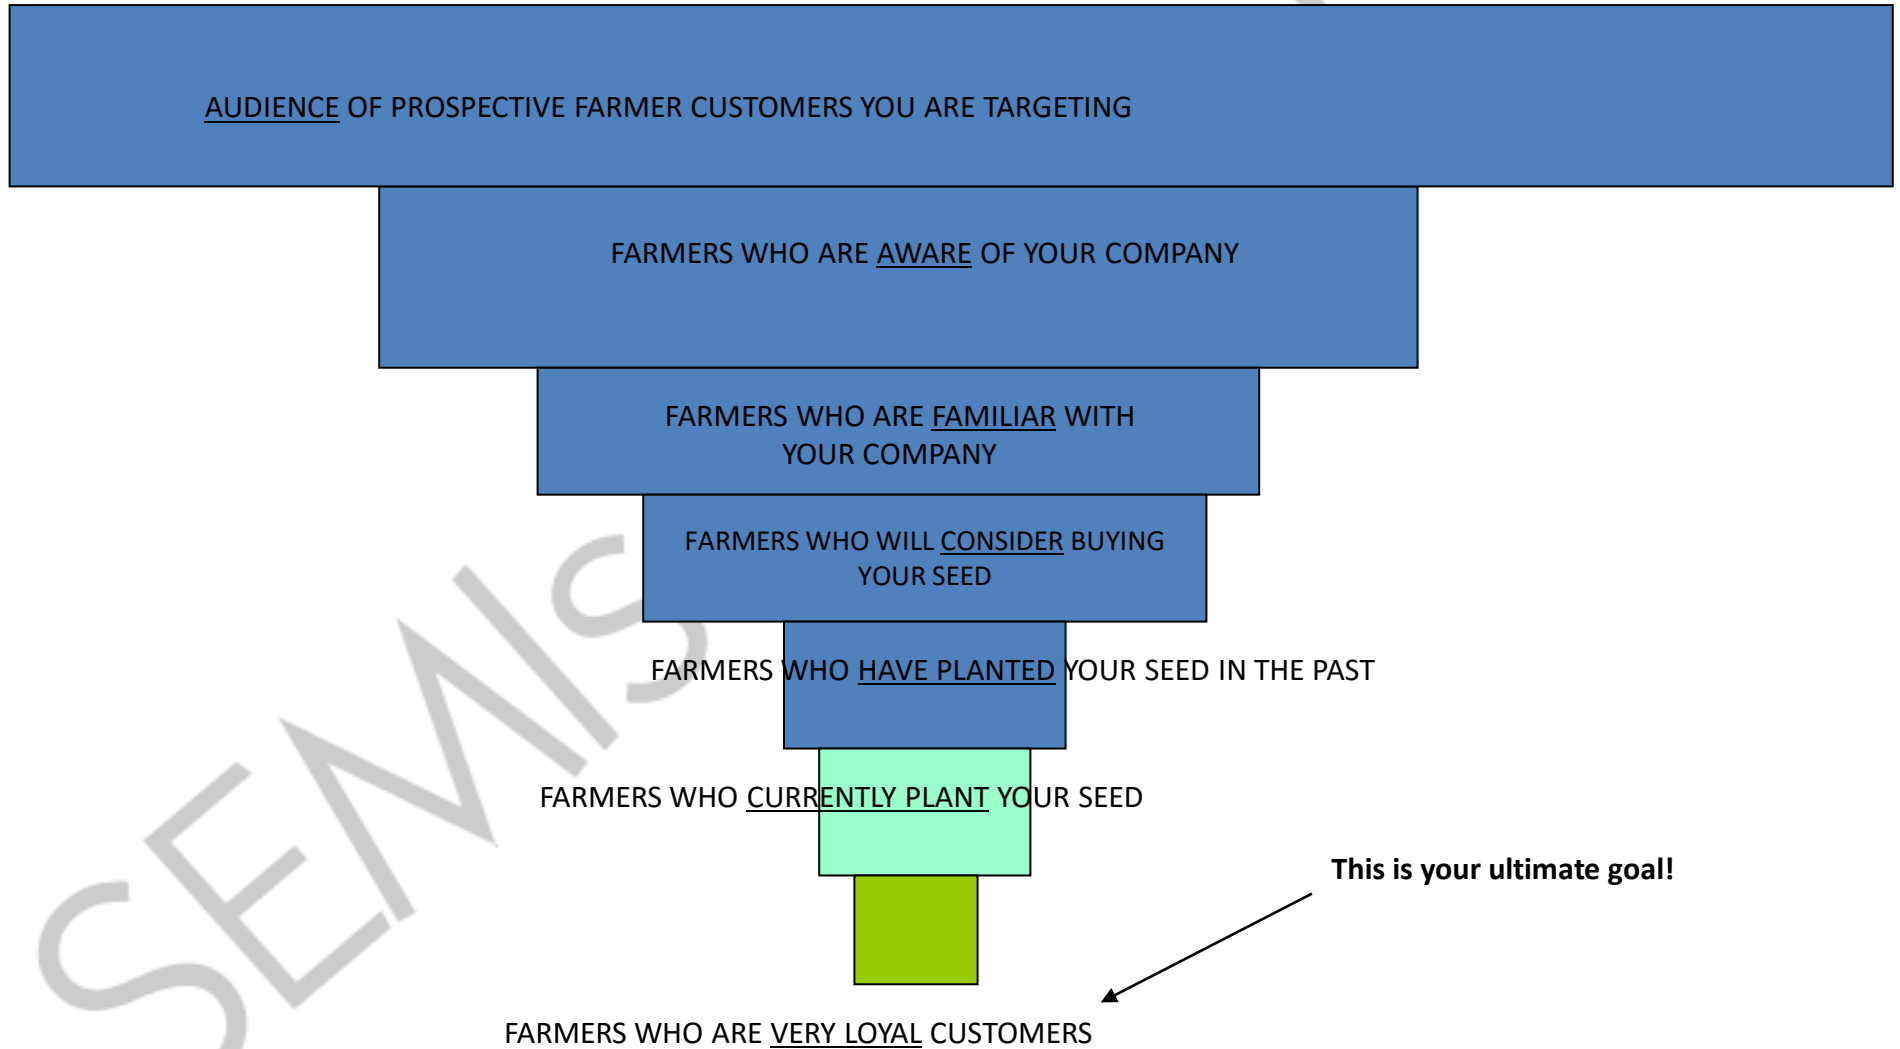 AUDIENCE OF PROSPECTIVE FARMER CUSTOMERS YOU ARE TARGETING
FARMERS WHO ARE AWARE OF YOUR COMPANY
FARMERS WHO ARE FAMILIAR WITH
YOUR COMPANY
FARMERS WHO WILL CONSIDER BUYING
YOUR SEED
FARMERS WHO HAVE PLANTED YOUR SEED IN THE PAST
FARMERS WHO CURRENTLY PLANT YOUR SEED
This is your ultimate goal!
FARMERS WHO ARE VERY LOYAL CUSTOMERS
SEMIS